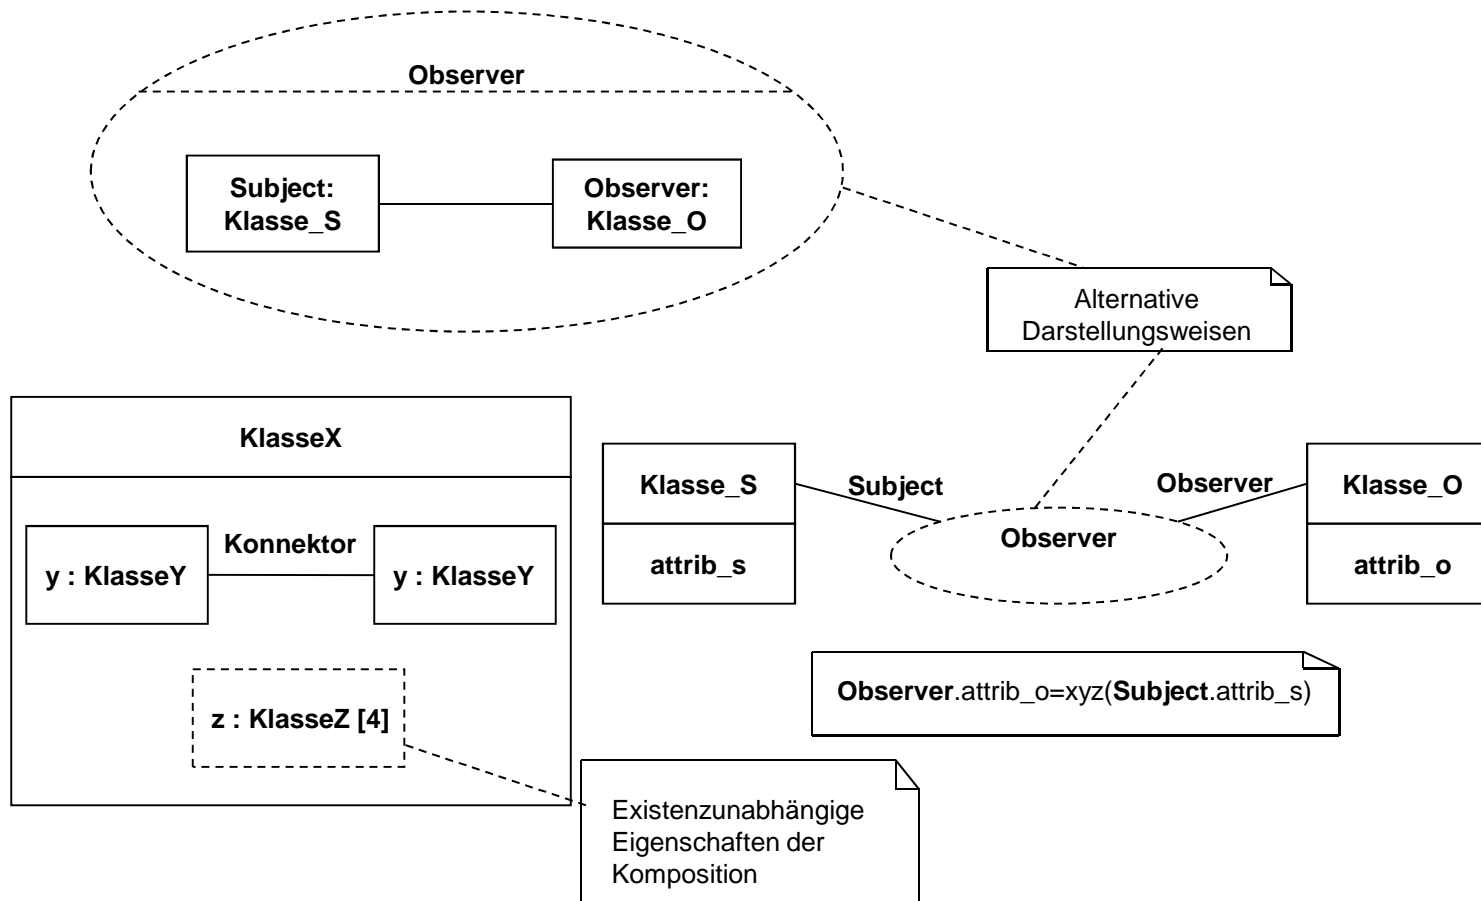 Observer
Subject:
Klasse_S
Observer:
Klasse_O
Alternative
Darstellungsweisen
KlasseX
y : KlasseY
Konnektor
y : KlasseY
z : KlasseZ [4]
Klasse_S
attrib_s
Subject
Observer
Observer
Klasse_O
attrib_o
Observer.attrib_o=xyz(Subject.attrib_s)
Existenzunabhängige
Eigenschaften der
Komposition